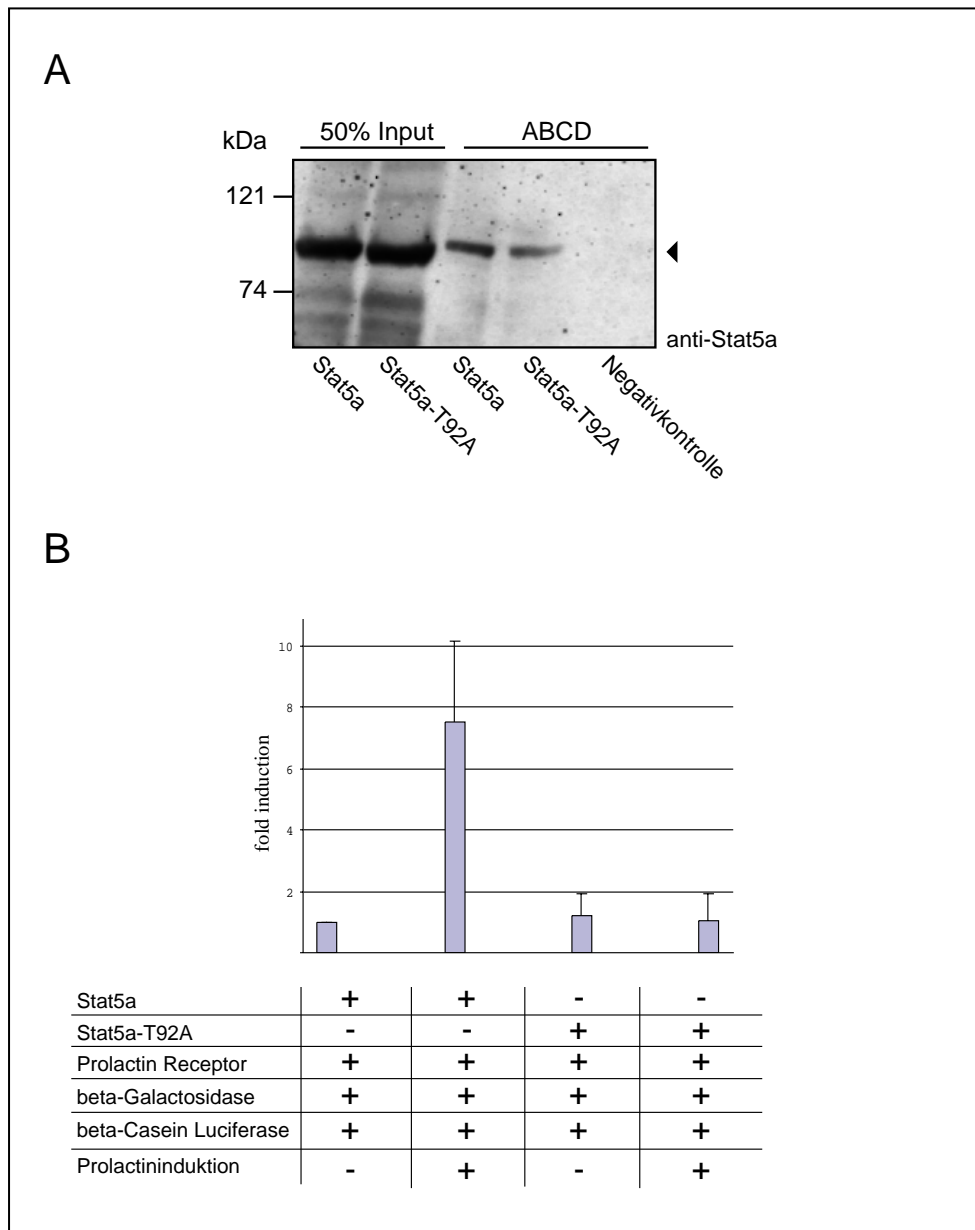 A
kDa
50% Input
ABCD
121
74
anti-Stat5a
Stat5a
Stat5a-T92A
Stat5a
Stat5a-T92A
Negativkontrolle
B
fold induction
10
8
6
4
2
Stat5a + + - -
Stat5a-T92A - - + +
Prolactin Receptor + + + +
beta-Galactosidase + + + +
beta-Casein Luciferase + + + +
Prolactininduktion - + - +